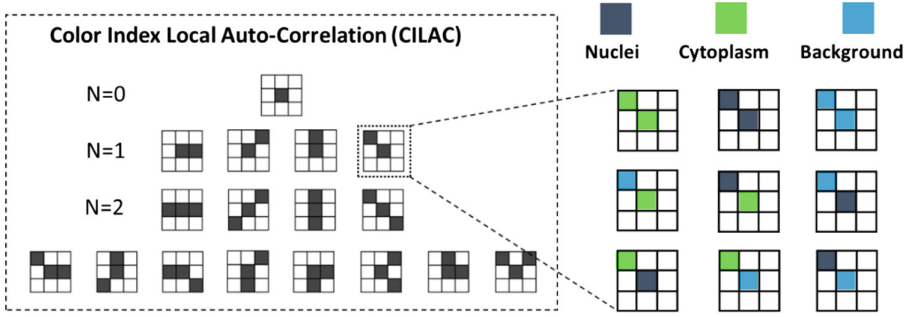 Color Index Local Auto-Correlation (CILAC)
N=0
N=1
N=2
Nuclei
Cytoplasm
Background